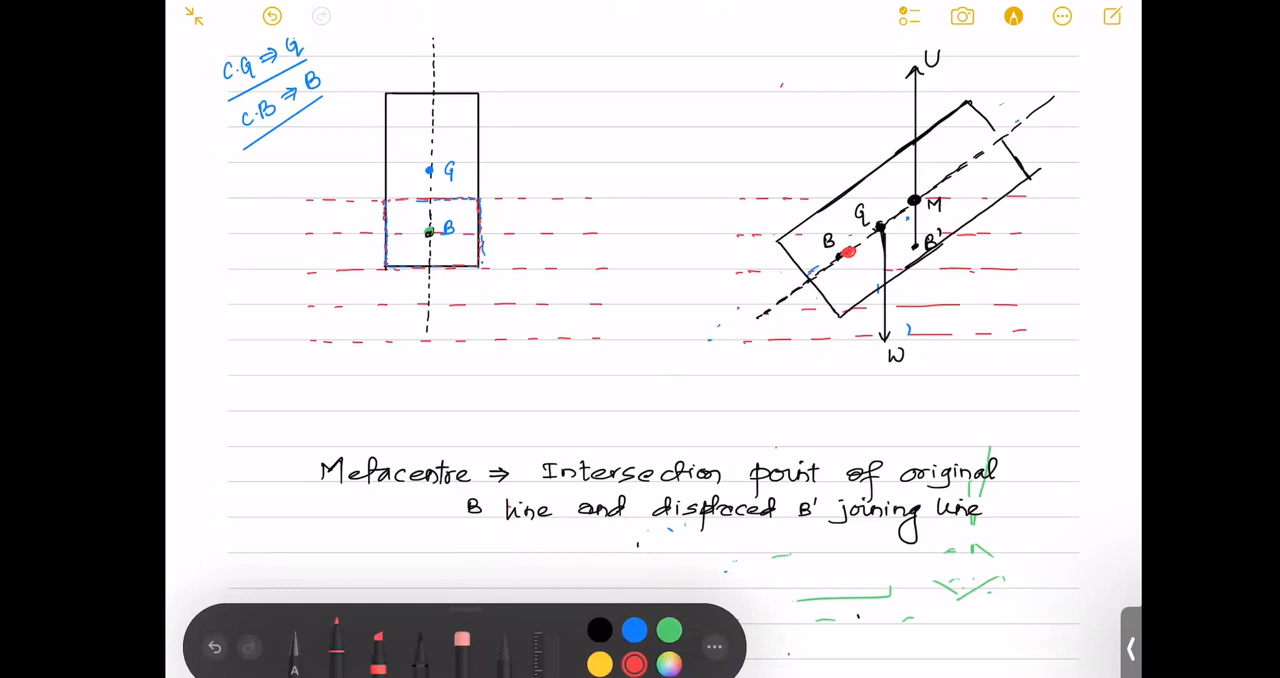 C.G ⇒ G
C.B ⇒ B
G
B
U
G
M
B
B'
W
Metacentre ⇒ Intersection point of original
B line and displaced B' joining line
A